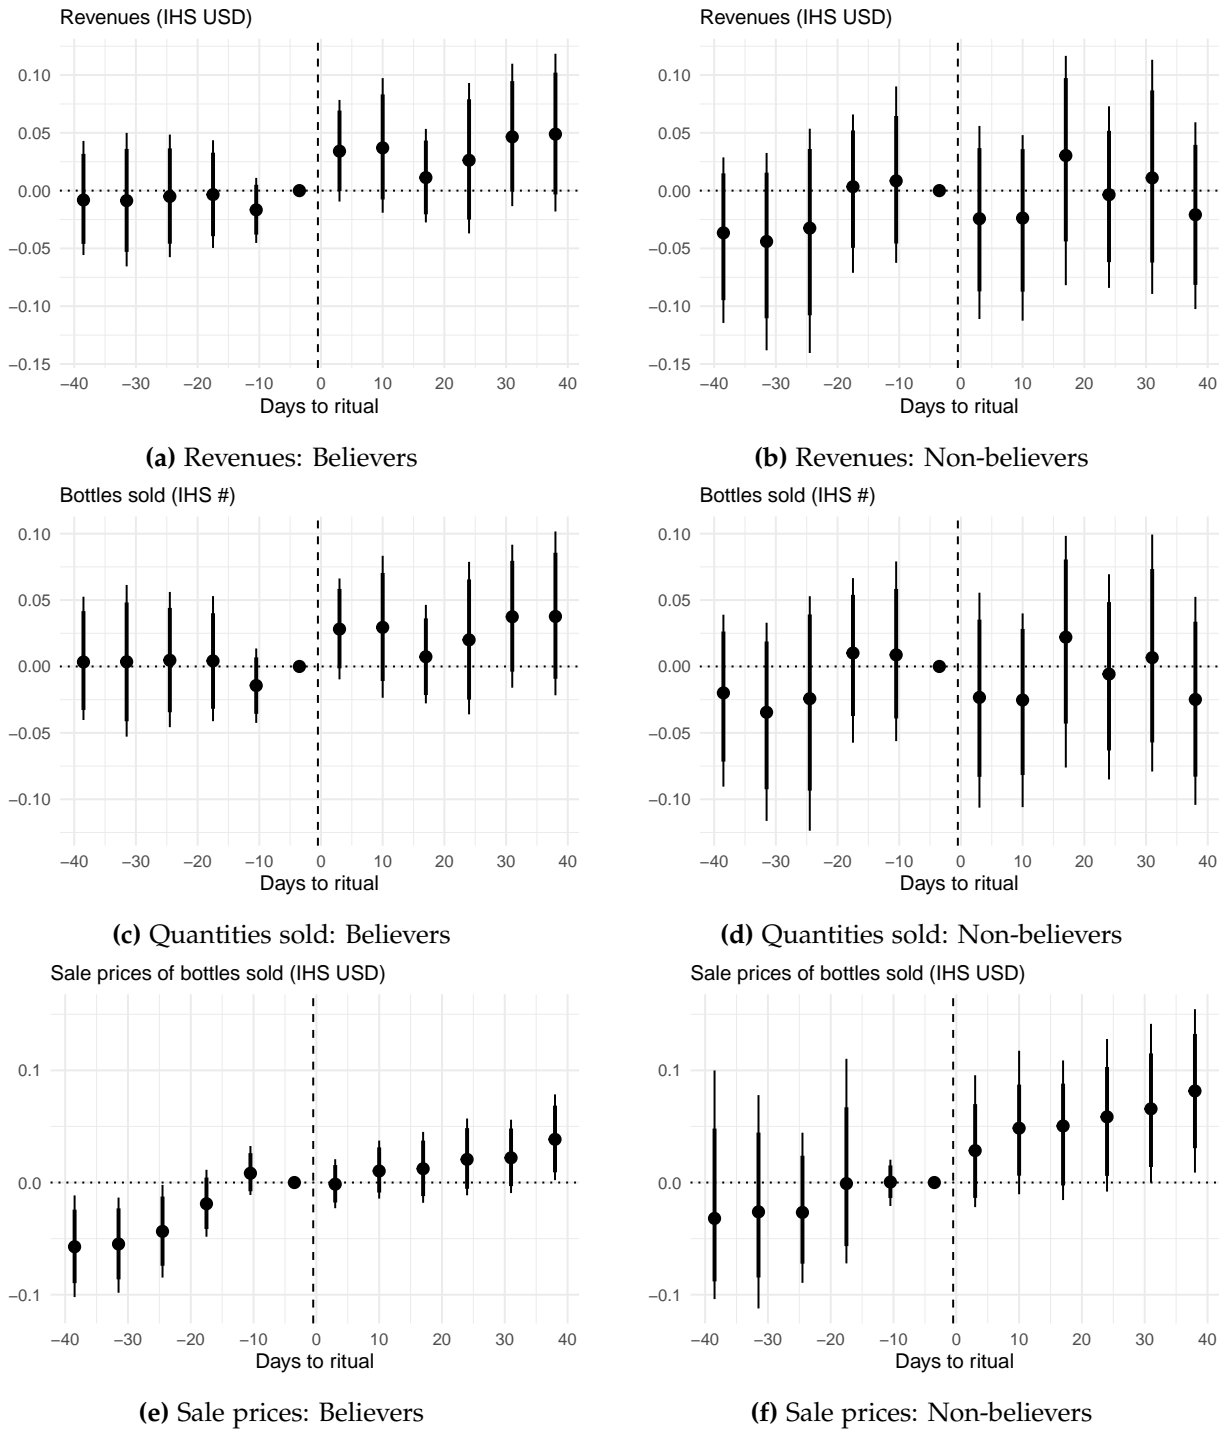 Revenues (IHS USD)
0.10
0.05
0.00
−0.05
−0.10
−0.15
−40 −30 −20 −10 0 10 20 30 40
Days to ritual
(a) Revenues: Believers
Revenues (IHS USD)
0.10
0.05
0.00
−0.05
−0.10
−0.15
−40 −30 −20 −10 0 10 20 30 40
Days to ritual
(b) Revenues: Non-believers
Bottles sold (IHS #)
0.10
0.05
0.00
−0.05
−0.10
−40 −30 −20 −10 0 10 20 30 40
Days to ritual
(c) Quantities sold: Believers
Bottles sold (IHS #)
0.10
0.05
0.00
−0.05
−0.10
−40 −30 −20 −10 0 10 20 30 40
Days to ritual
(d) Quantities sold: Non-believers
Sale prices of bottles sold (IHS USD)
0.1
0.0
−0.1
−40 −30 −20 −10 0 10 20 30 40
Days to ritual
(e) Sale prices: Believers
Sale prices of bottles sold (IHS USD)
0.1
0.0
−0.1
−40 −30 −20 −10 0 10 20 30 40
Days to ritual
(f) Sale prices: Non-believers